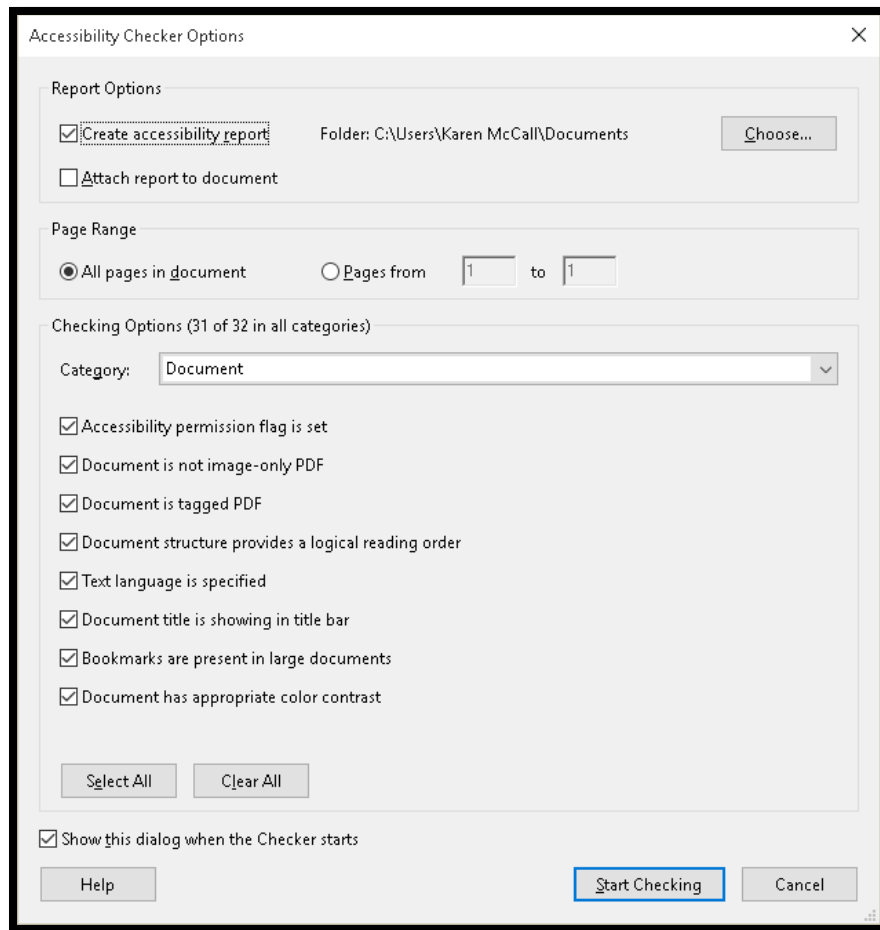 Accessibility Checker Options
Report Options
Create accessibility report Folder: C:\Users\Karen McCall\Documents Choose...
Attach report to document
Page Range
All pages in document Pages from 1 to 1
Checking Options (31 of 32 in all categories)
Category: Document
Accessibility permission flag is set
Document is not image-only PDF
Document is tagged PDF
Document structure provides a logical reading order
Text language is specified
Document title is showing in title bar
Bookmarks are present in large documents
Document has appropriate color contrast
Select All Clear All
Show this dialog when the Checker starts
Help Start Checking Cancel